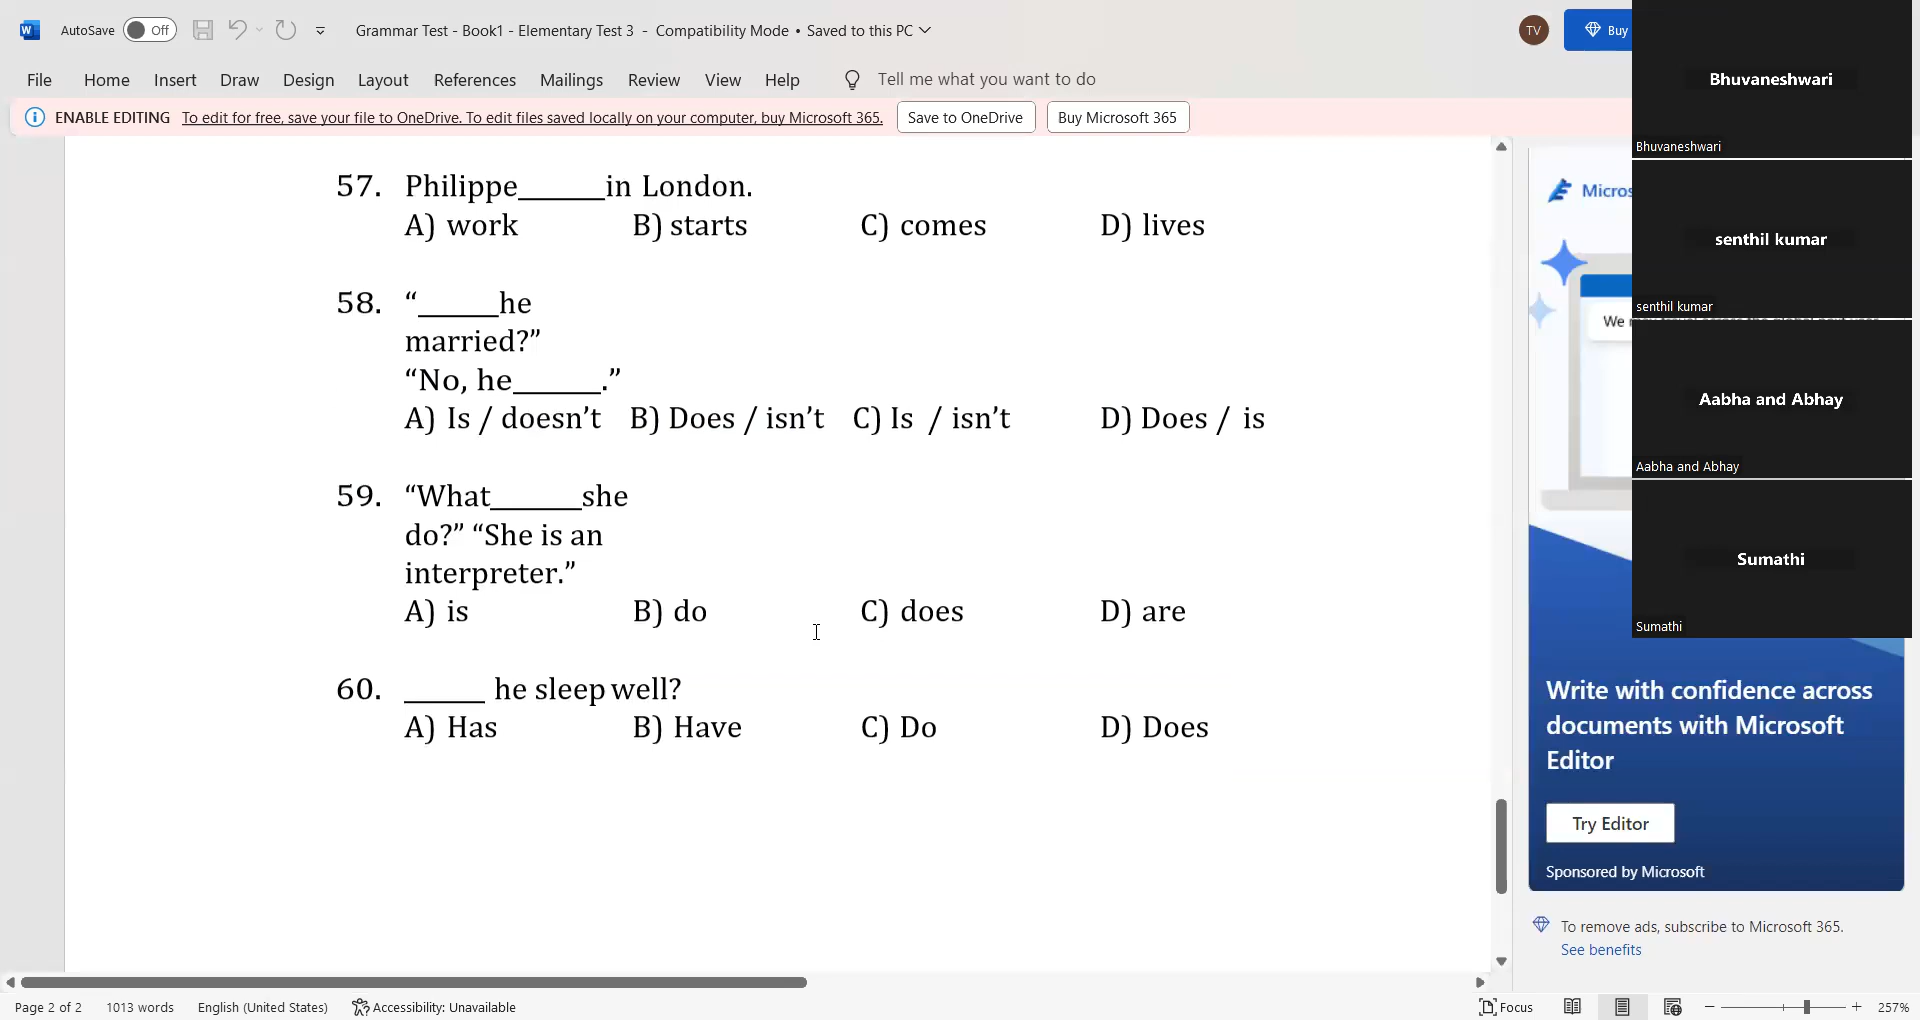 AutoSave Off Grammar Test - Book1 - Elementary Test 3 - Compatibility Mode • Saved to this PC TV Buy
File Home Insert Draw Design Layout References Mailings Review View Help Tell me what you want to do
ENABLE EDITING To edit for free, save your file to OneDrive. To edit files saved locally on your computer, buy Microsoft 365. Save to OneDrive Buy Microsoft 365
57. Philippe______in London.
A) work B) starts C) comes D) lives
58. “______he
married?”
“No, he______.”
A) Is / doesn’t B) Does / isn’t C) Is / isn’t D) Does / is
59. “What______she
do?” “She is an
interpreter.”
A) is B) do C) does D) are
60. ______ he sleep well?
A) Has B) Have C) Do D) Does
Bhuvaneshwari
Bhuvaneshwari
senthil kumar
senthil kumar
Aabha and Abhay
Aabha and Abhay
Sumathi
Sumathi
We
Write with confidence across
documents with Microsoft
Editor
Try Editor
Sponsored by Microsoft
To remove ads, subscribe to Microsoft 365.
See benefits
Page 2 of 2 1013 words English (United States) Accessibility: Unavailable Focus 257%